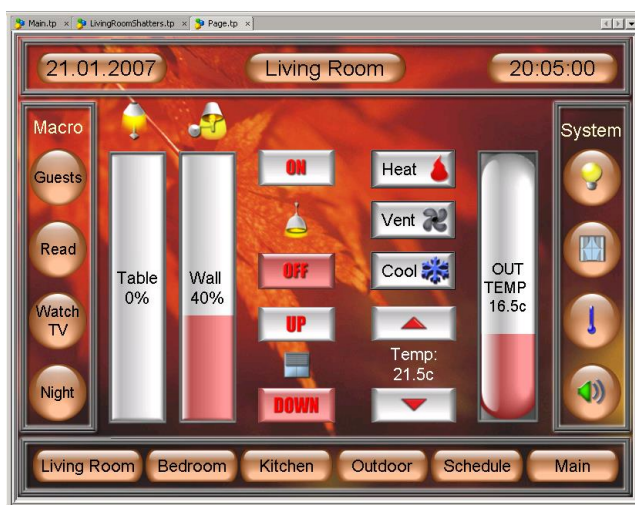 Main.tp
LivingRoomShatters.tp
Page.tp
21.01.2007
Living Room
20:05:00
Macro
Guests
Read
Watch
TV
Night
Table
0%
Wall
40%
ON
OFF
UP
DOWN
Heat
Vent
Cool
Temp:
21.5c
OUT
TEMP
16.5c
System
Living Room
Bedroom
Kitchen
Outdoor
Schedule
Main